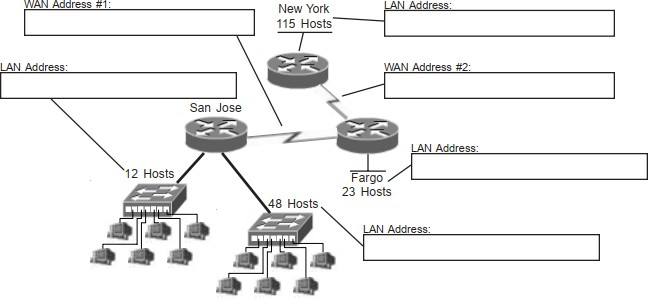 WAN Address #1:
New York
115 Hosts
LAN Address:
LAN Address:
WAN Address #2:
San Jose
LAN Address:
12 Hosts
Fargo
23 Hosts
48 Hosts
LAN Address: